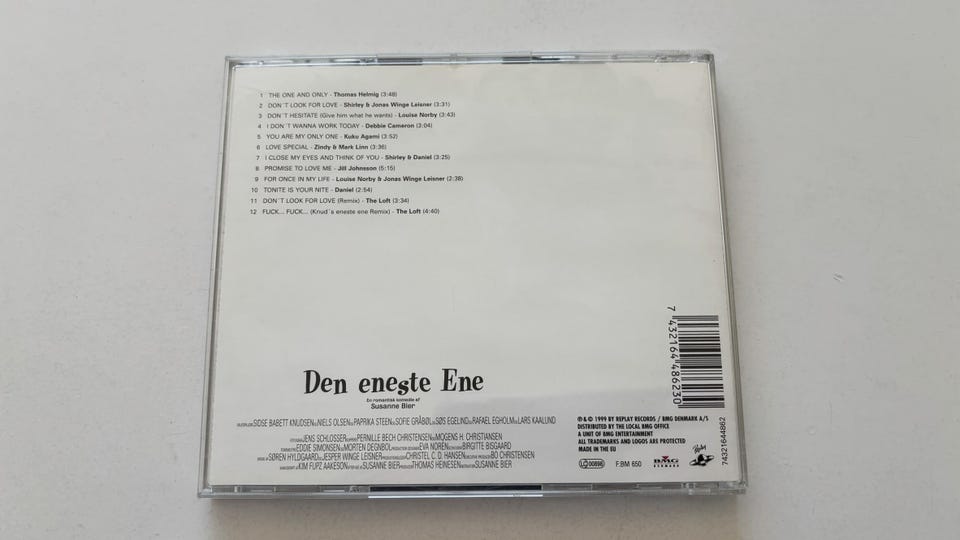 1 THE ONE AND ONLY - Thomas Helmig (3:48)
2 DON´T LOOK FOR LOVE - Shirley & Jonas Winge Leisner (3:31)
3 DON´T HESITATE (Give him what he wants) - Louise Norby (3:43)
4 I DON´T WANNA WORK TODAY - Debbie Cameron (3:04)
5 YOU ARE MY ONLY ONE - Kuku Agami (3:52)
6 LOVE SPECIAL - Zindy & Mark Linn (3:36)
7 I CLOSE MY EYES AND THINK OF YOU - Shirley & Daniel (3:25)
8 PROMISE TO LOVE ME - Jill Johnsson (5:15)
9 FOR ONCE IN MY LIFE - Louise Norby & Jonas Winge Leisner (2:38)
10 TONITE IS YOUR NITE - Daniel (2:54)
11 DON´T LOOK FOR LOVE (Remix) - The Loft (3:34)
12 FUCK... FUCK... (Knud´s eneste ene Remix) - The Loft (4:40)
Den eneste Ene
En romantisk komedie af
Susanne Bier
SIDSE BABETT KNUDSEN NIELS OLSEN PAPRIKA STEEN SOFIE GRÅBØL SØS EGELIND RAFAEL EGHOLM LARS KAALUND
JENS SCHLOSSER PERNILLE BECH CHRISTENSEN MOGENS H. CHRISTIANSEN
EDDIE SIMONSEN MORTEN DEGNBOL EVA NOREN BIRGITTE BISGAARD
SØREN HYLDGAARD JESPER WINGE LEISNER CHRISTEL C. D. HANSEN BO CHRISTENSEN
KIM FUPZ AAKESON SUSANNE BIER THOMAS HEINESEN SUSANNE BIER
7 432164 486230
74321644862
℗ & © 1999 BY REPLAY RECORDS / BMG DENMARK A/S
DISTRIBUTED BY THE LOCAL BMG OFFICE
A UNIT OF BMG ENTERTAINMENT
ALL TRADEMARKS AND LOGOS ARE PROTECTED
MADE IN THE EU
LC 00898
F:BM 650
BMG
DENMARK
Replay